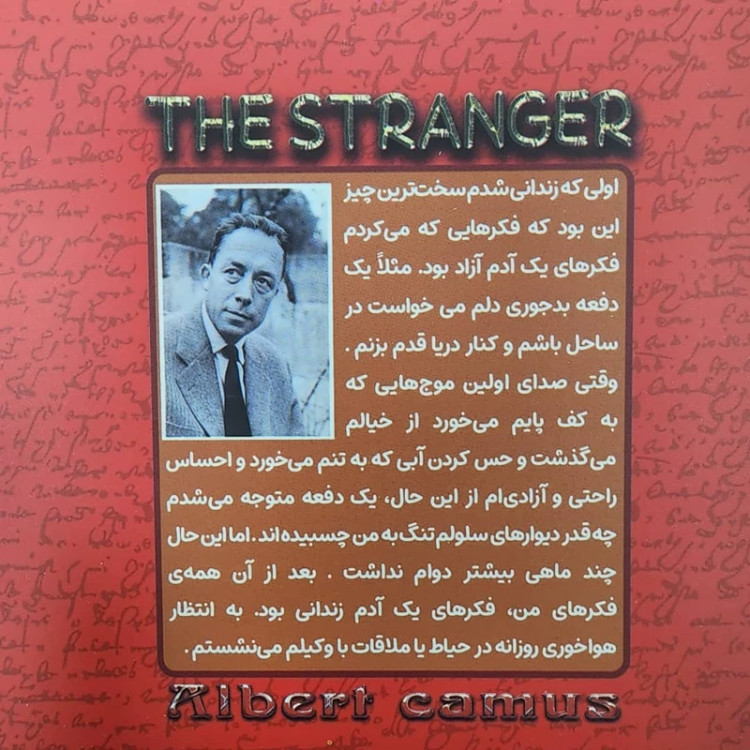 THE STRANGER
اولی که زندانی شدم سخت‌ترین چیز
این بود که فکرهایی که می‌کردم
فکرهای یک آدم آزاد بود. مثلاً یک
دفعه بدجوری دلم می خواست در
ساحل باشم و کنار دریا قدم بزنم .
وقتی صدای اولین موج‌هایی که
به کف پایم می‌خورد از خیالم
می‌گذشت و حس کردن آبی که به تنم می‌خورد و احساس
راحتی و آزادی‌ام از این حال، یک دفعه متوجه می‌شدم
چه قدر دیوارهای سلولم تنگ به من چسبیده اند . اما این حال
چند ماهی بیشتر دوام نداشت . بعد از آن همه‌ی
فکرهای من، فکرهای یک آدم زندانی بود. به انتظار
هواخوری روزانه در حیاط یا ملاقات با وکیلم می‌نشستم .
Albert camus